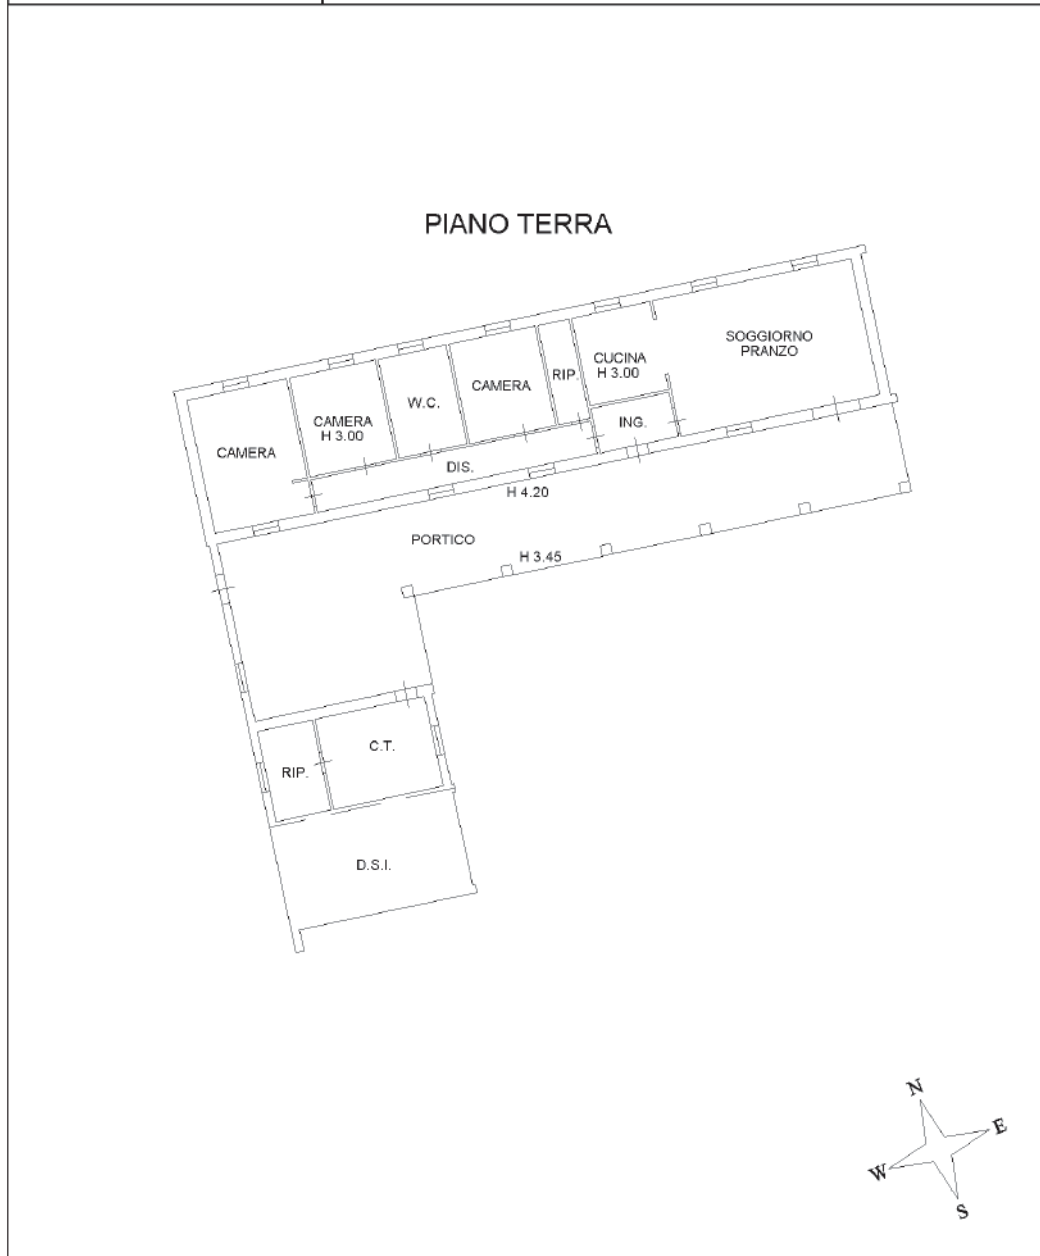 PIANO TERRA
SOGGIORNO
PRANZO
CUCINA
H 3.00
RIP.
CAMERA
W.C.
CAMERA
H 3.00
ING.
CAMERA
DIS.
H 4.20
PORTICO
H 3.45
C.T.
RIP.
D.S.I.
N
E
W
S